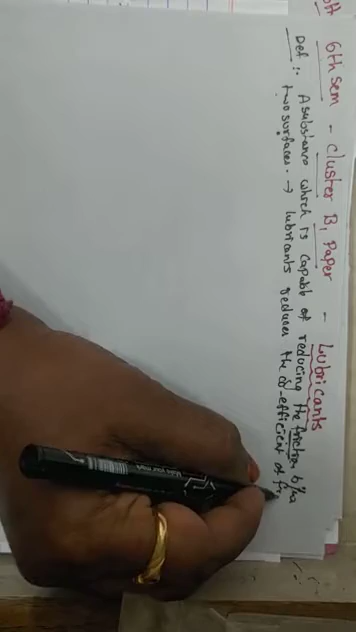 6th sem - cluster B, Paper - Lubricants
Def :- A substance which is capable of reducing the friction b/w
two surfaces. → lubricants reduces the co-efficient of fri